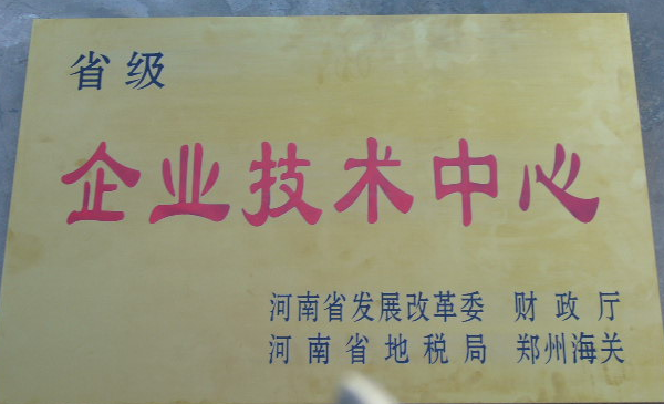 省级
企业技术中心
河南省发展改革委 财政厅
河南省地税局 郑州海关